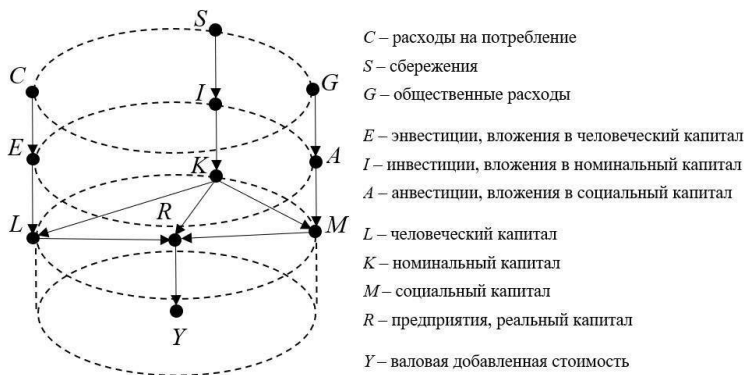 S
C
G
I
E
A
K
R
L
M
Y
C – расходы на потребление
S – сбережения
G – общественные расходы
E – энвестиции, вложения в человеческий капитал
I – инвестиции, вложения в номинальный капитал
A – анвестиции, вложения в социальный капитал
L – человеческий капитал
K – номинальный капитал
M – социальный капитал
R – предприятия, реальный капитал
Y – валовая добавленная стоимость